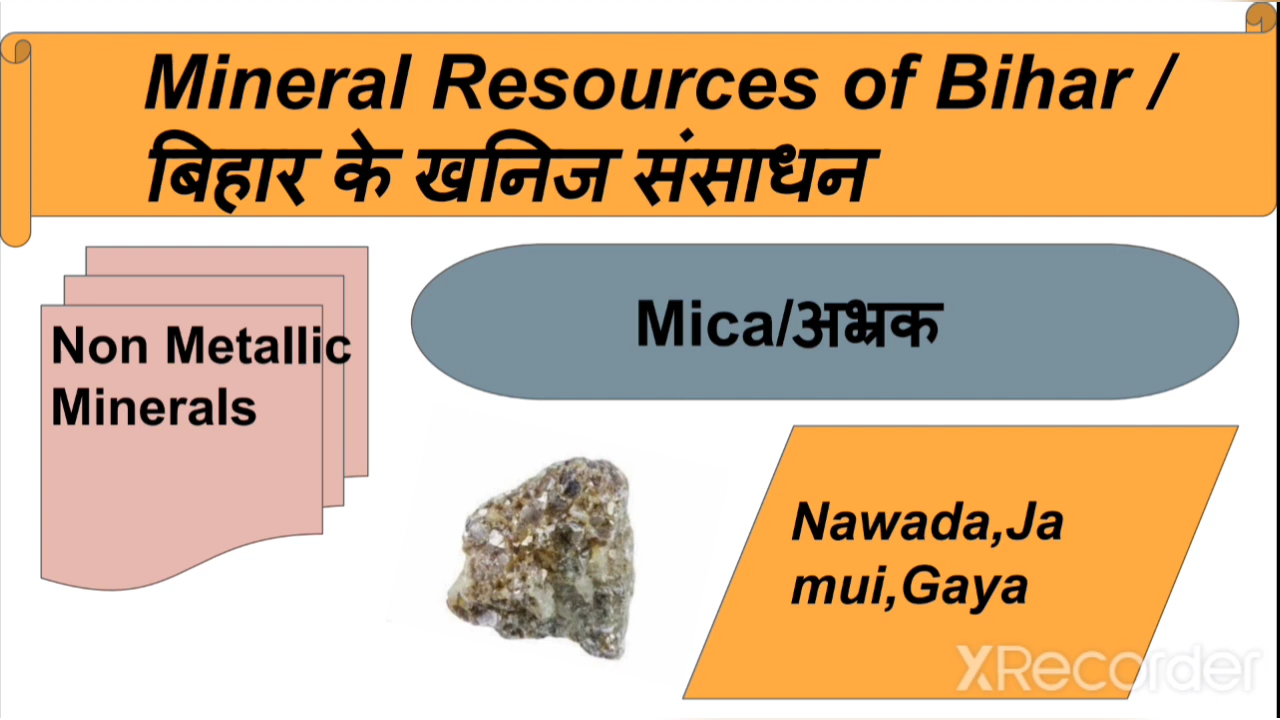 Mineral Resources of Bihar /
बिहार के खनिज संसाधन
Non Metallic
Minerals
Mica/अभ्रक
Nawada,Ja
mui,Gaya
XRecorder